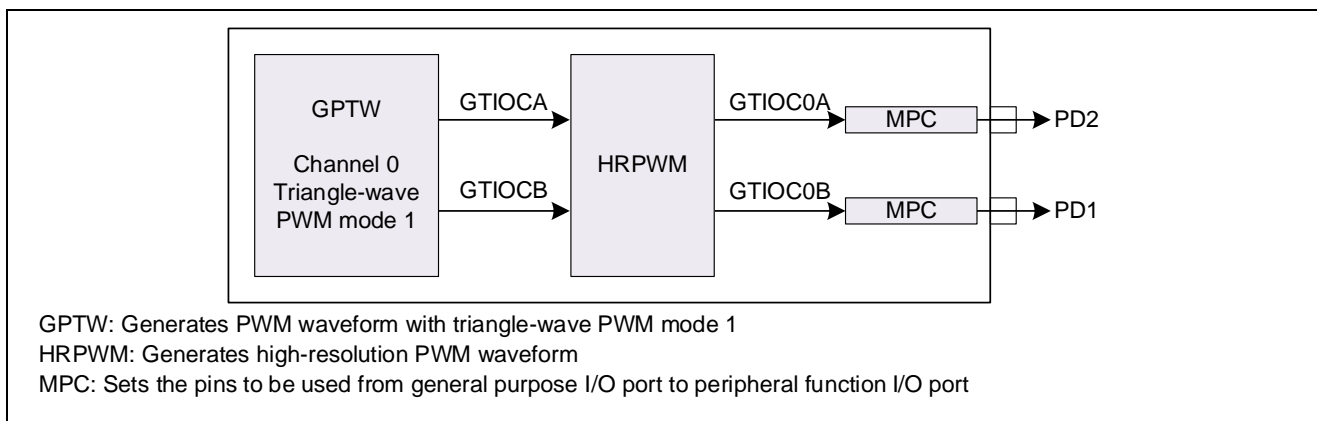 GPTW
Channel 0
Triangle-wave
PWM mode 1
GTIOCA
GTIOCB
HRPWM
GTIOC0A
GTIOC0B
MPC
MPC
PD2
PD1
GPTW: Generates PWM waveform with triangle-wave PWM mode 1
HRPWM: Generates high-resolution PWM waveform
MPC: Sets the pins to be used from general purpose I/O port to peripheral function I/O port